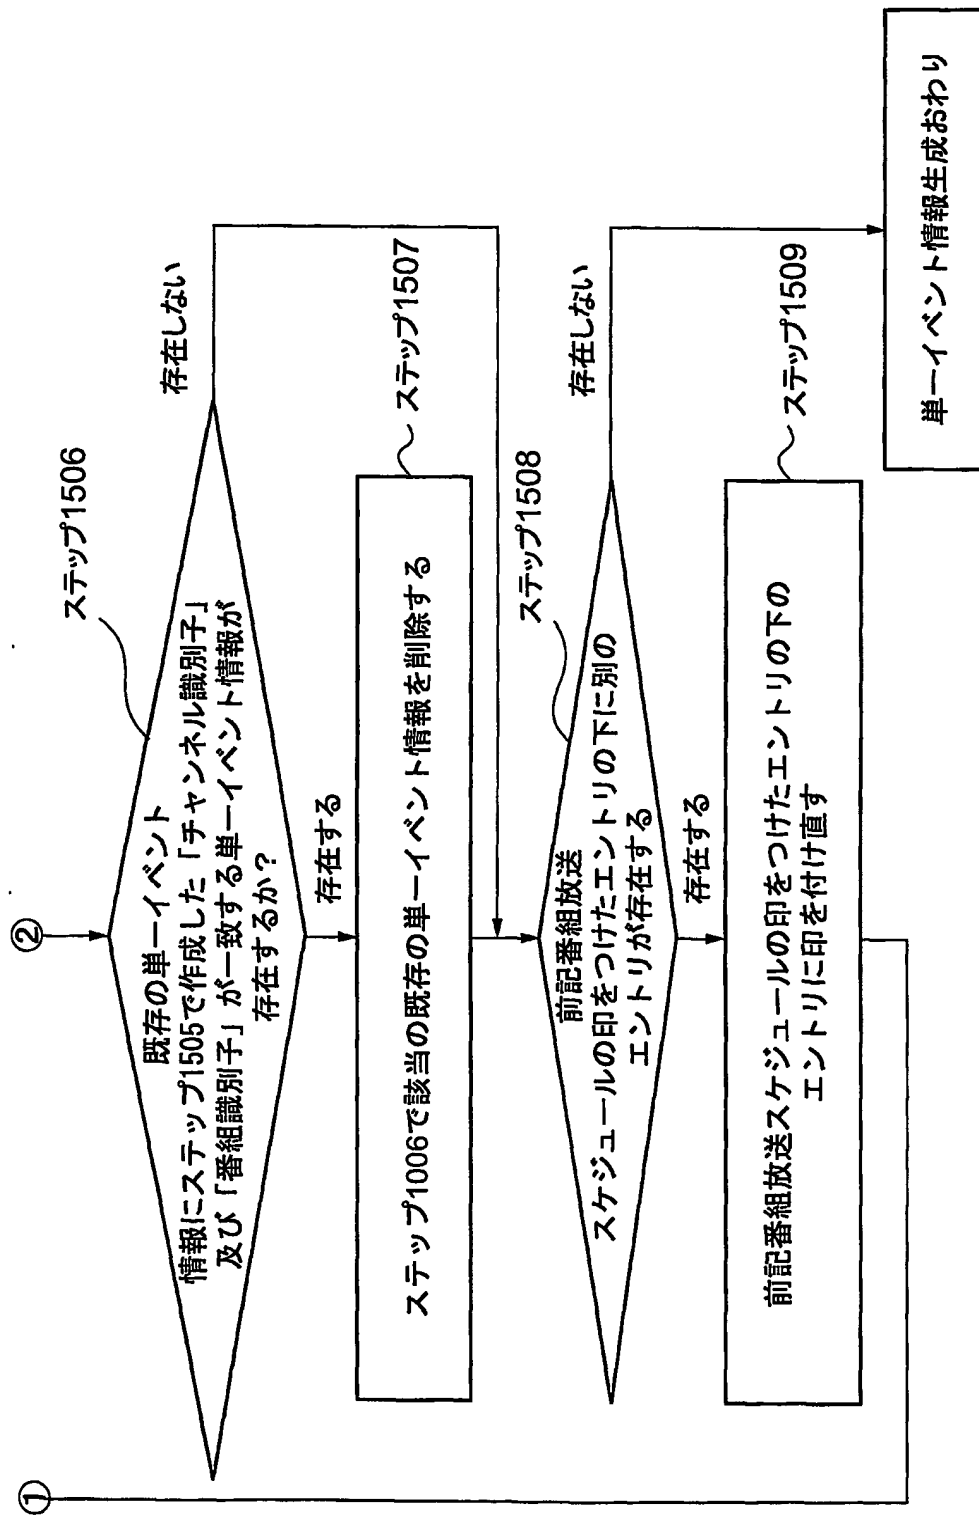 ①
②
ステップ1506
既存の単一イベント
情報にステップ1505で作成した「チャンネル識別子」
及び「番組識別子」が一致する単一イベント情報が
存在するか?
存在しない
存在する
ステップ1507
ステップ1006で該当の既存の単一イベント情報を削除する
ステップ1508
前記番組放送
スケジュールの印をつけたエントリの下に別の
エントリが存在する
存在しない
存在する
ステップ1509
前記番組放送スケジュールの印をつけたエントリの下の
エントリに印を付け直す
単一イベント情報生成おわり